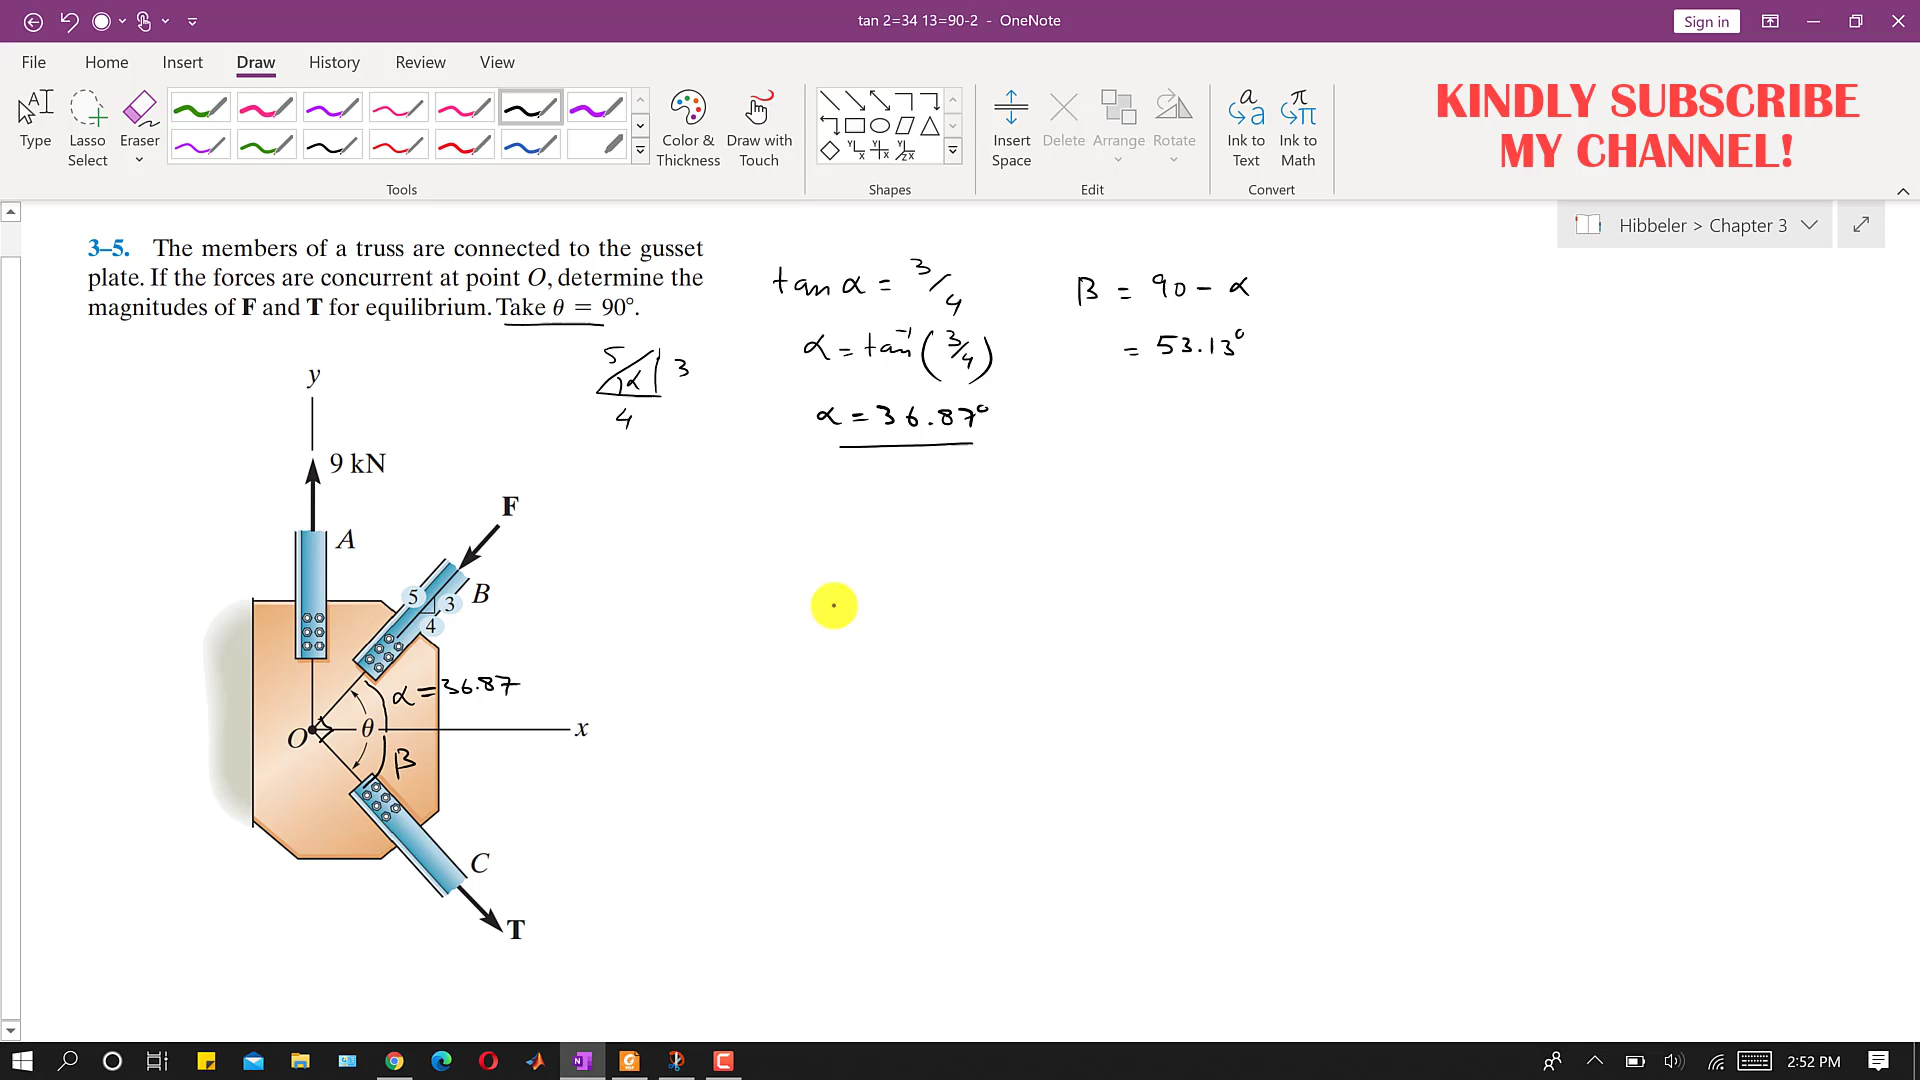 tan 2=34 13=90-2 - OneNote
Sign in
File Home Insert Draw History Review View
KINDLY SUBSCRIBE
MY CHANNEL!
Type
Lasso Select
Eraser
Color & Thickness
Draw with Touch
Insert Space
Delete
Arrange
Rotate
Ink to Text
Ink to Math
Tools
Shapes
Edit
Convert
Hibbeler > Chapter 3
3–5. The members of a truss are connected to the gusset
plate. If the forces are concurrent at point O, determine the
magnitudes of F and T for equilibrium. Take θ = 90°.
tan α = 3/4
α = tan⁻¹ (3/4)
α = 36.87°
β = 90 - α
= 53.13°
5
α
3
4
y
9 kN
F
A
B
5
3
4
α = 36.87
O
θ
x
β
C
T
2:52 PM